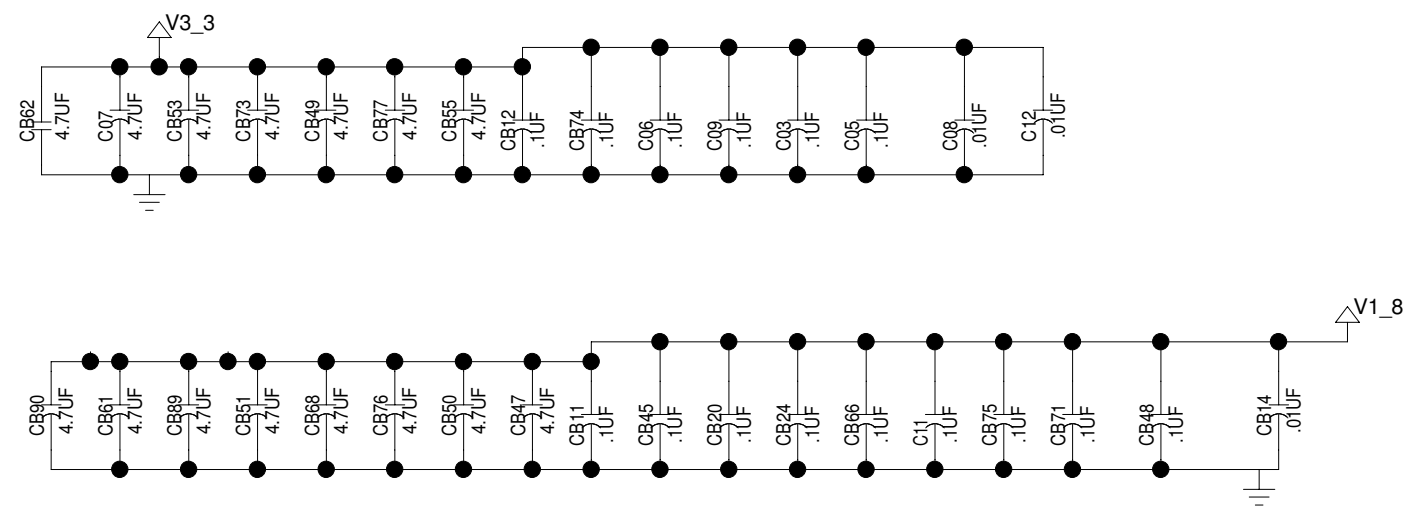 V3_3
CB62
4.7UF
C07
4.7UF
CB53
4.7UF
CB73
4.7UF
CB49
4.7UF
CB77
4.7UF
CB55
4.7UF
CB12
.1UF
CB74
.1UF
C06
.1UF
C09
.1UF
C03
.1UF
C05
.1UF
C08
.01UF
C12
.01UF
V1_8
CB90
4.7UF
CB61
4.7UF
CB89
4.7UF
CB51
4.7UF
CB68
4.7UF
CB76
4.7UF
CB50
4.7UF
CB47
4.7UF
CB11
.1UF
CB45
.1UF
CB20
.1UF
CB24
.1UF
CB66
.1UF
C11
.1UF
CB75
.1UF
CB71
.1UF
CB48
.1UF
CB14
.01UF